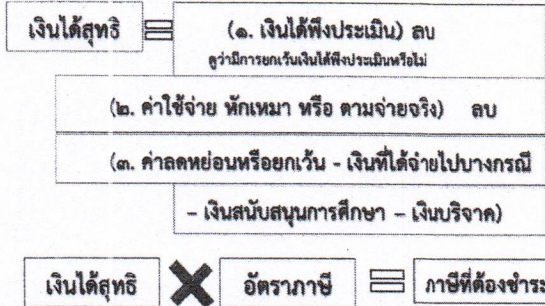 เงินได้สุทธิ = (๑. เงินได้พึงประเมิน) ลบ
ดูว่ามีการยกเว้นเงินได้พึงประเมินหรือไม่
(๒. ค่าใช้จ่าย หักเหมา หรือ ตามจ่ายจริง) ลบ
(๓. ค่าลดหย่อนหรือยกเว้น - เงินที่ได้จ่ายไปบางกรณี
- เงินสนับสนุนการศึกษา – เงินบริจาค)
เงินได้สุทธิ × อัตราภาษี = ภาษีที่ต้องชำระ